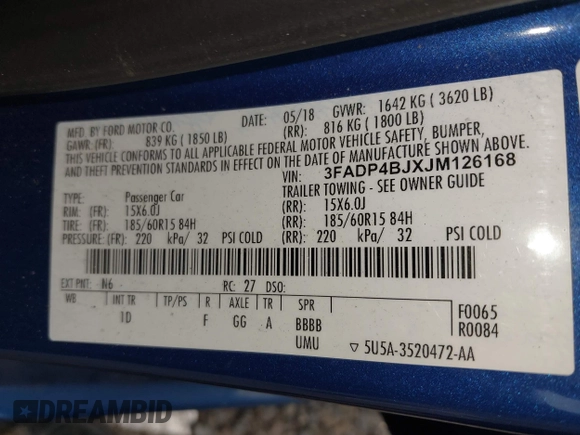 MFD. BY FORD MOTOR CO. DATE: 05/18 GVWR: 1642 KG ( 3620 LB)
GAWR: (FR): 839 KG ( 1850 LB) (RR): 816 KG ( 1800 LB)
THIS VEHICLE CONFORMS TO ALL APPLICABLE FEDERAL MOTOR VEHICLE SAFETY, BUMPER,
AND THEFT PREVENTION STANDARDS IN EFFECT ON THE DATE OF MANUFACTURE SHOWN ABOVE.
VIN: 3FADP4BJXJM126168
TYPE: Passenger Car TRAILER TOWING - SEE OWNER GUIDE
RIM: (FR): 15X6.0J (RR): 15X6.0J
TIRE: (FR): 185/60R15 84H (RR): 185/60R15 84H
PRESSURE: (FR): 220 kPa/ 32 PSI COLD (RR): 220 kPa/ 32 PSI COLD
EXT PNT: N6 RC: 27 DSO:
WB INT TR TP/PS R AXLE TR SPR F0065
1D F GG A BBBB R0084
UMU ▽ 5U5A-3520472-AA
DREAMBID